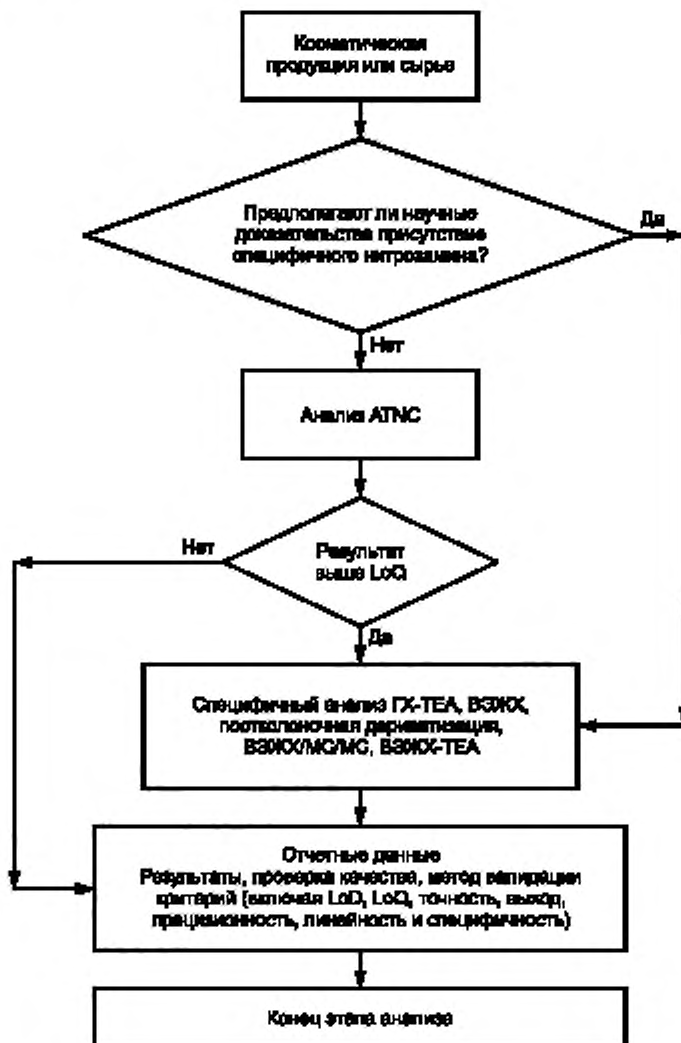 Косметическая
продукция или сырье
Предполагают ли научные
доказательства присутствие
специфичного нитрозамина?
Да
Нет
Анализ ATNC
Нет
Результат
выше LoQ
Да
Специфичный анализ ГХ-ТЕА, ВЭЖХ,
постколоночная дериватизация,
ВЭЖХ/МС/МС, ВЭЖХ-ТЕА
Отчетные данные
Результаты, проверка качества, метод валидации
критерий (включая LoD, LoQ, точность, выход,
прецизионность, линейность и специфичность)
Конец этапа анализа